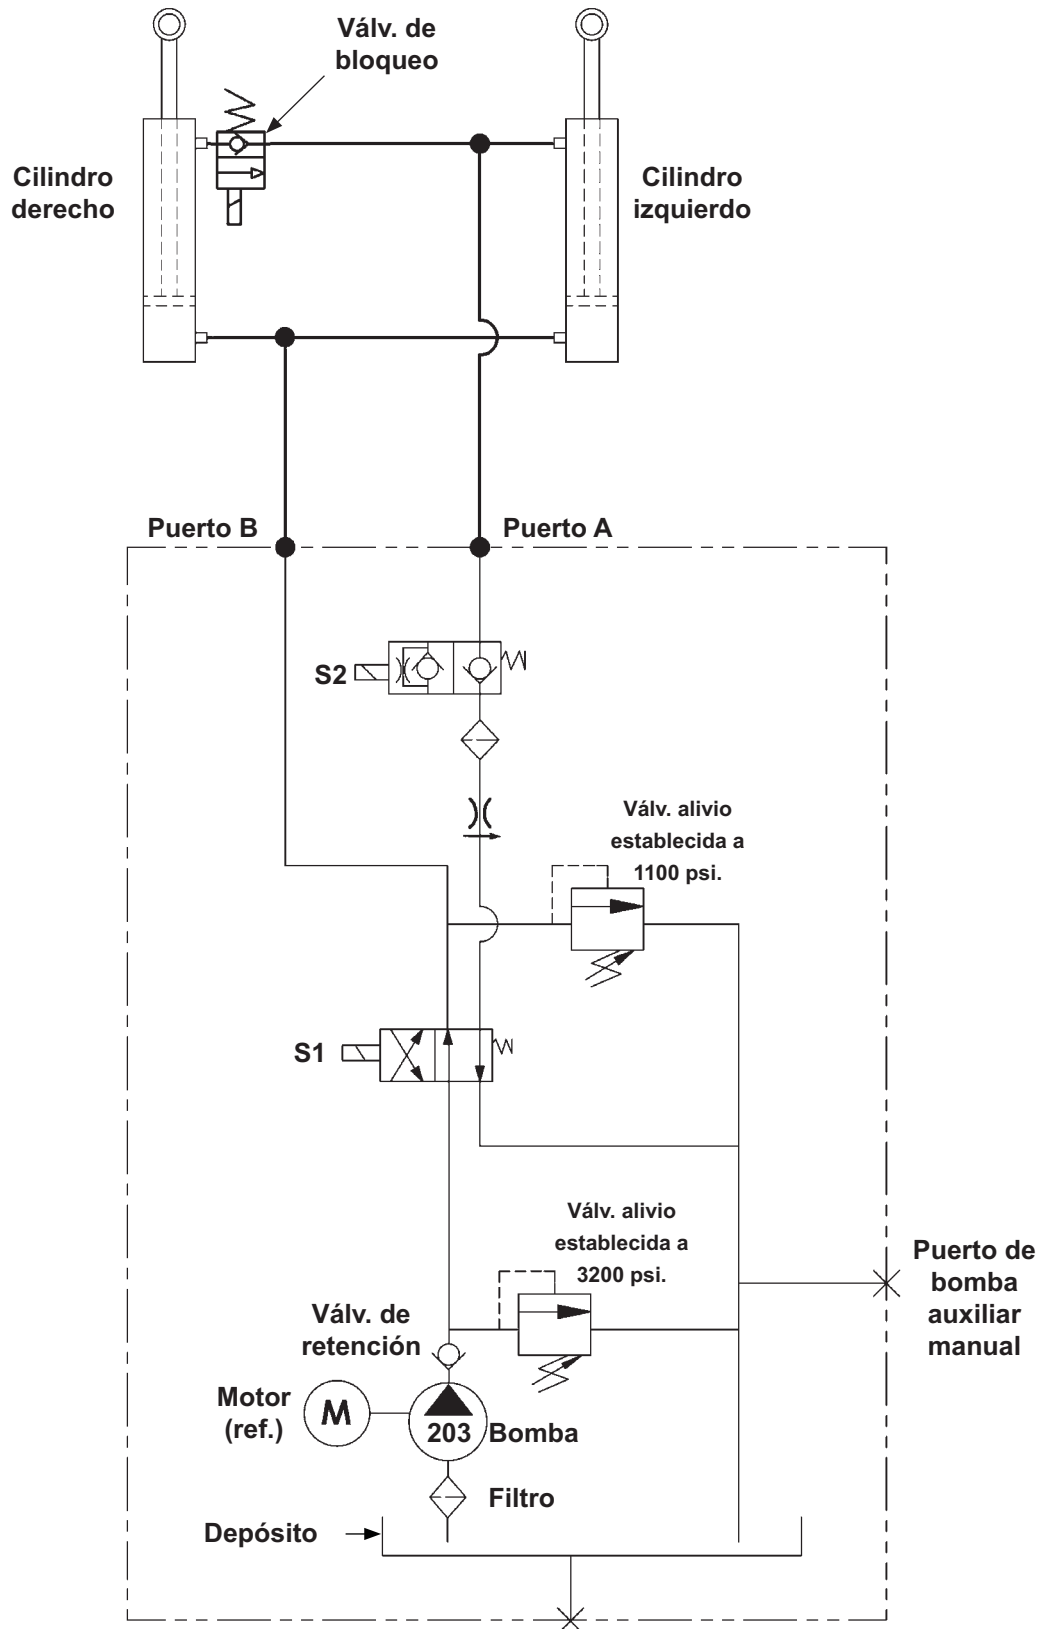 Válv. de
bloqueo
Cilindro
derecho
Cilindro
izquierdo
Puerto B
Puerto A
S2
Válv. alivio
establecida a
1100 psi.
S1
Válv. alivio
establecida a
3200 psi.
Puerto de
bomba
auxiliar
manual
Válv. de
retención
Motor
(ref.)
M
203
Bomba
Filtro
Depósito